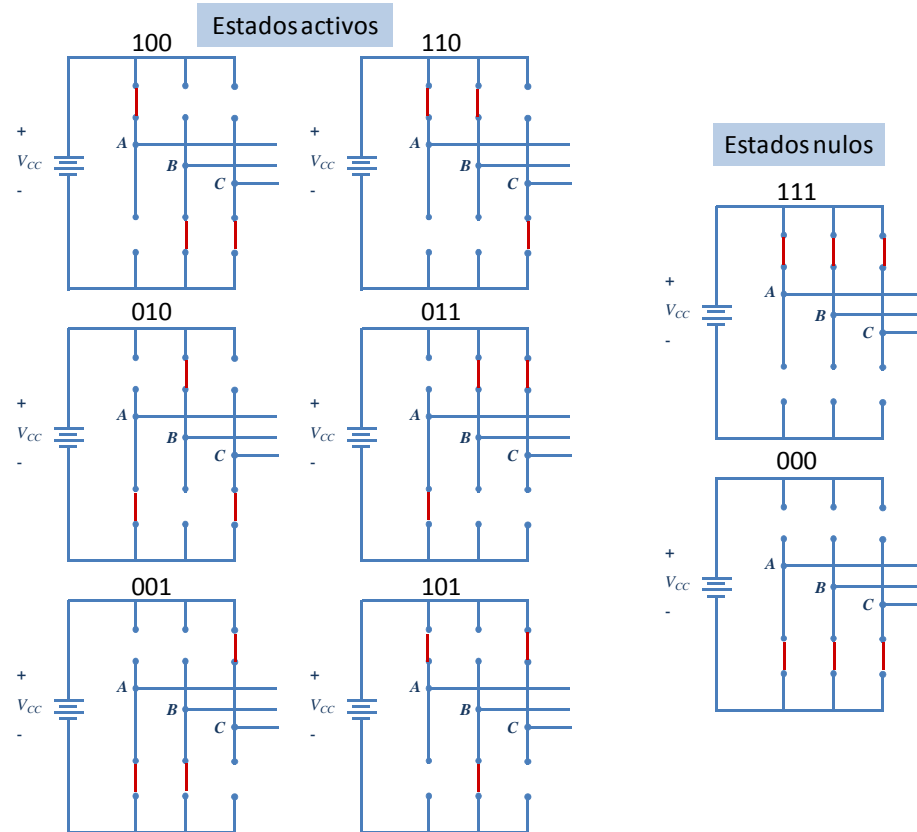 Estados activos
100
+
VCC
-
A
B
C
110
+
VCC
-
A
B
C
010
+
VCC
-
A
B
C
011
+
VCC
-
A
B
C
001
+
VCC
-
A
B
C
101
+
VCC
-
A
B
C
Estados nulos
111
+
VCC
-
A
B
C
000
+
VCC
-
A
B
C